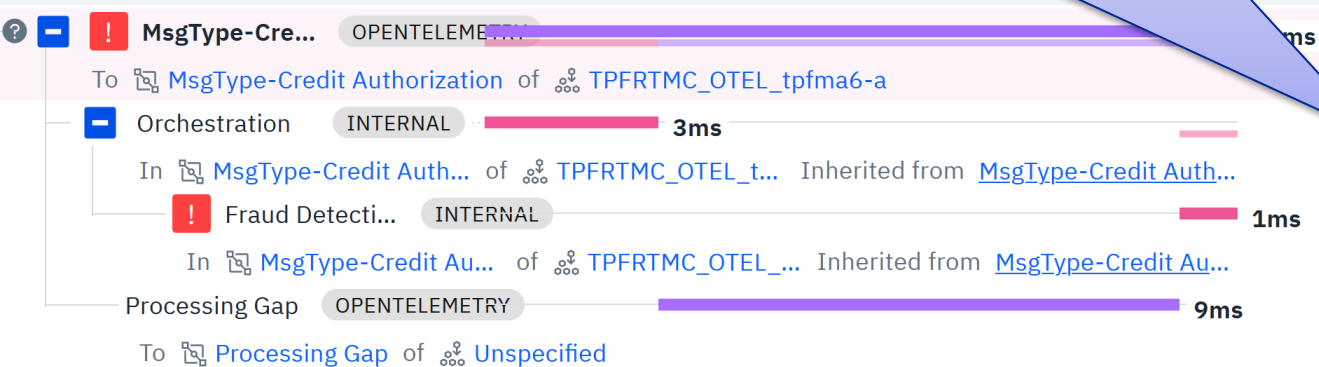 ? ! MsgType-Cre... OPENTELEMETRY ms
To MsgType-Credit Authorization of TPFRTMC_OTEL_tpfma6-a
Orchestration INTERNAL 3ms
In MsgType-Credit Auth... of TPFRTMC_OTEL_t... Inherited from MsgType-Credit Auth...
! Fraud Detecti... INTERNAL 1ms
In MsgType-Credit Au... of TPFRTMC_OTEL_... Inherited from MsgType-Credit Au...
Processing Gap OPENTELEMETRY 9ms
To Processing Gap of Unspecified